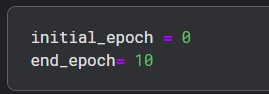 initial_epoch = 0
end_epoch= 10